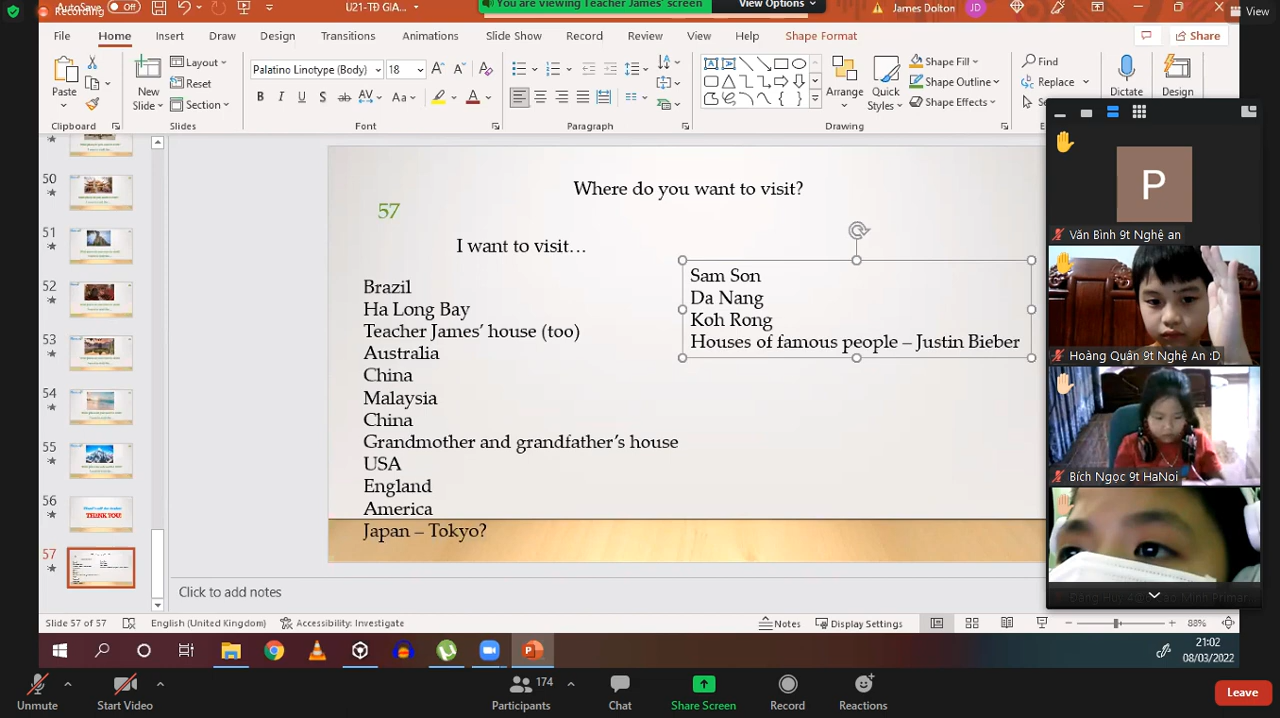 Recording
AutoSave Off
U21-TĐ GIA...
You are viewing Teacher James' screen
View Options
James Dolton
JD
View
File Home Insert Draw Design Transitions Animations Slide Show Record Review View Help Shape Format
Share
Paste
New
Slide
Layout
Reset
Section
Palatino Linotype (Body) 18
B I U S ab AV Aa A
Arrange
Quick
Styles
Shape Fill
Shape Outline
Shape Effects
Find
Replace
Dictate
Design
Clipboard
Slides
Font
Paragraph
Drawing
50
51
52
53
54
55
56
THANK YOU!
57
Where do you want to visit?
57
I want to visit...
Brazil
Ha Long Bay
Teacher James' house (too)
Australia
China
Malaysia
China
Grandmother and grandfather's house
USA
England
America
Japan – Tokyo?
Sam Son
Da Nang
Koh Rong
Houses of famous people – Justin Bieber
P
Văn Bình 9t Nghệ an
Hoàng Quân 9t Nghệ An :D
Bích Ngọc 9t HaNoi
Click to add notes
Slide 57 of 57
English (United Kingdom)
Accessibility: Investigate
Notes
Display Settings
88%
21:02
08/03/2022
Unmute
Start Video
174
Participants
Chat
Share Screen
Record
Reactions
Leave